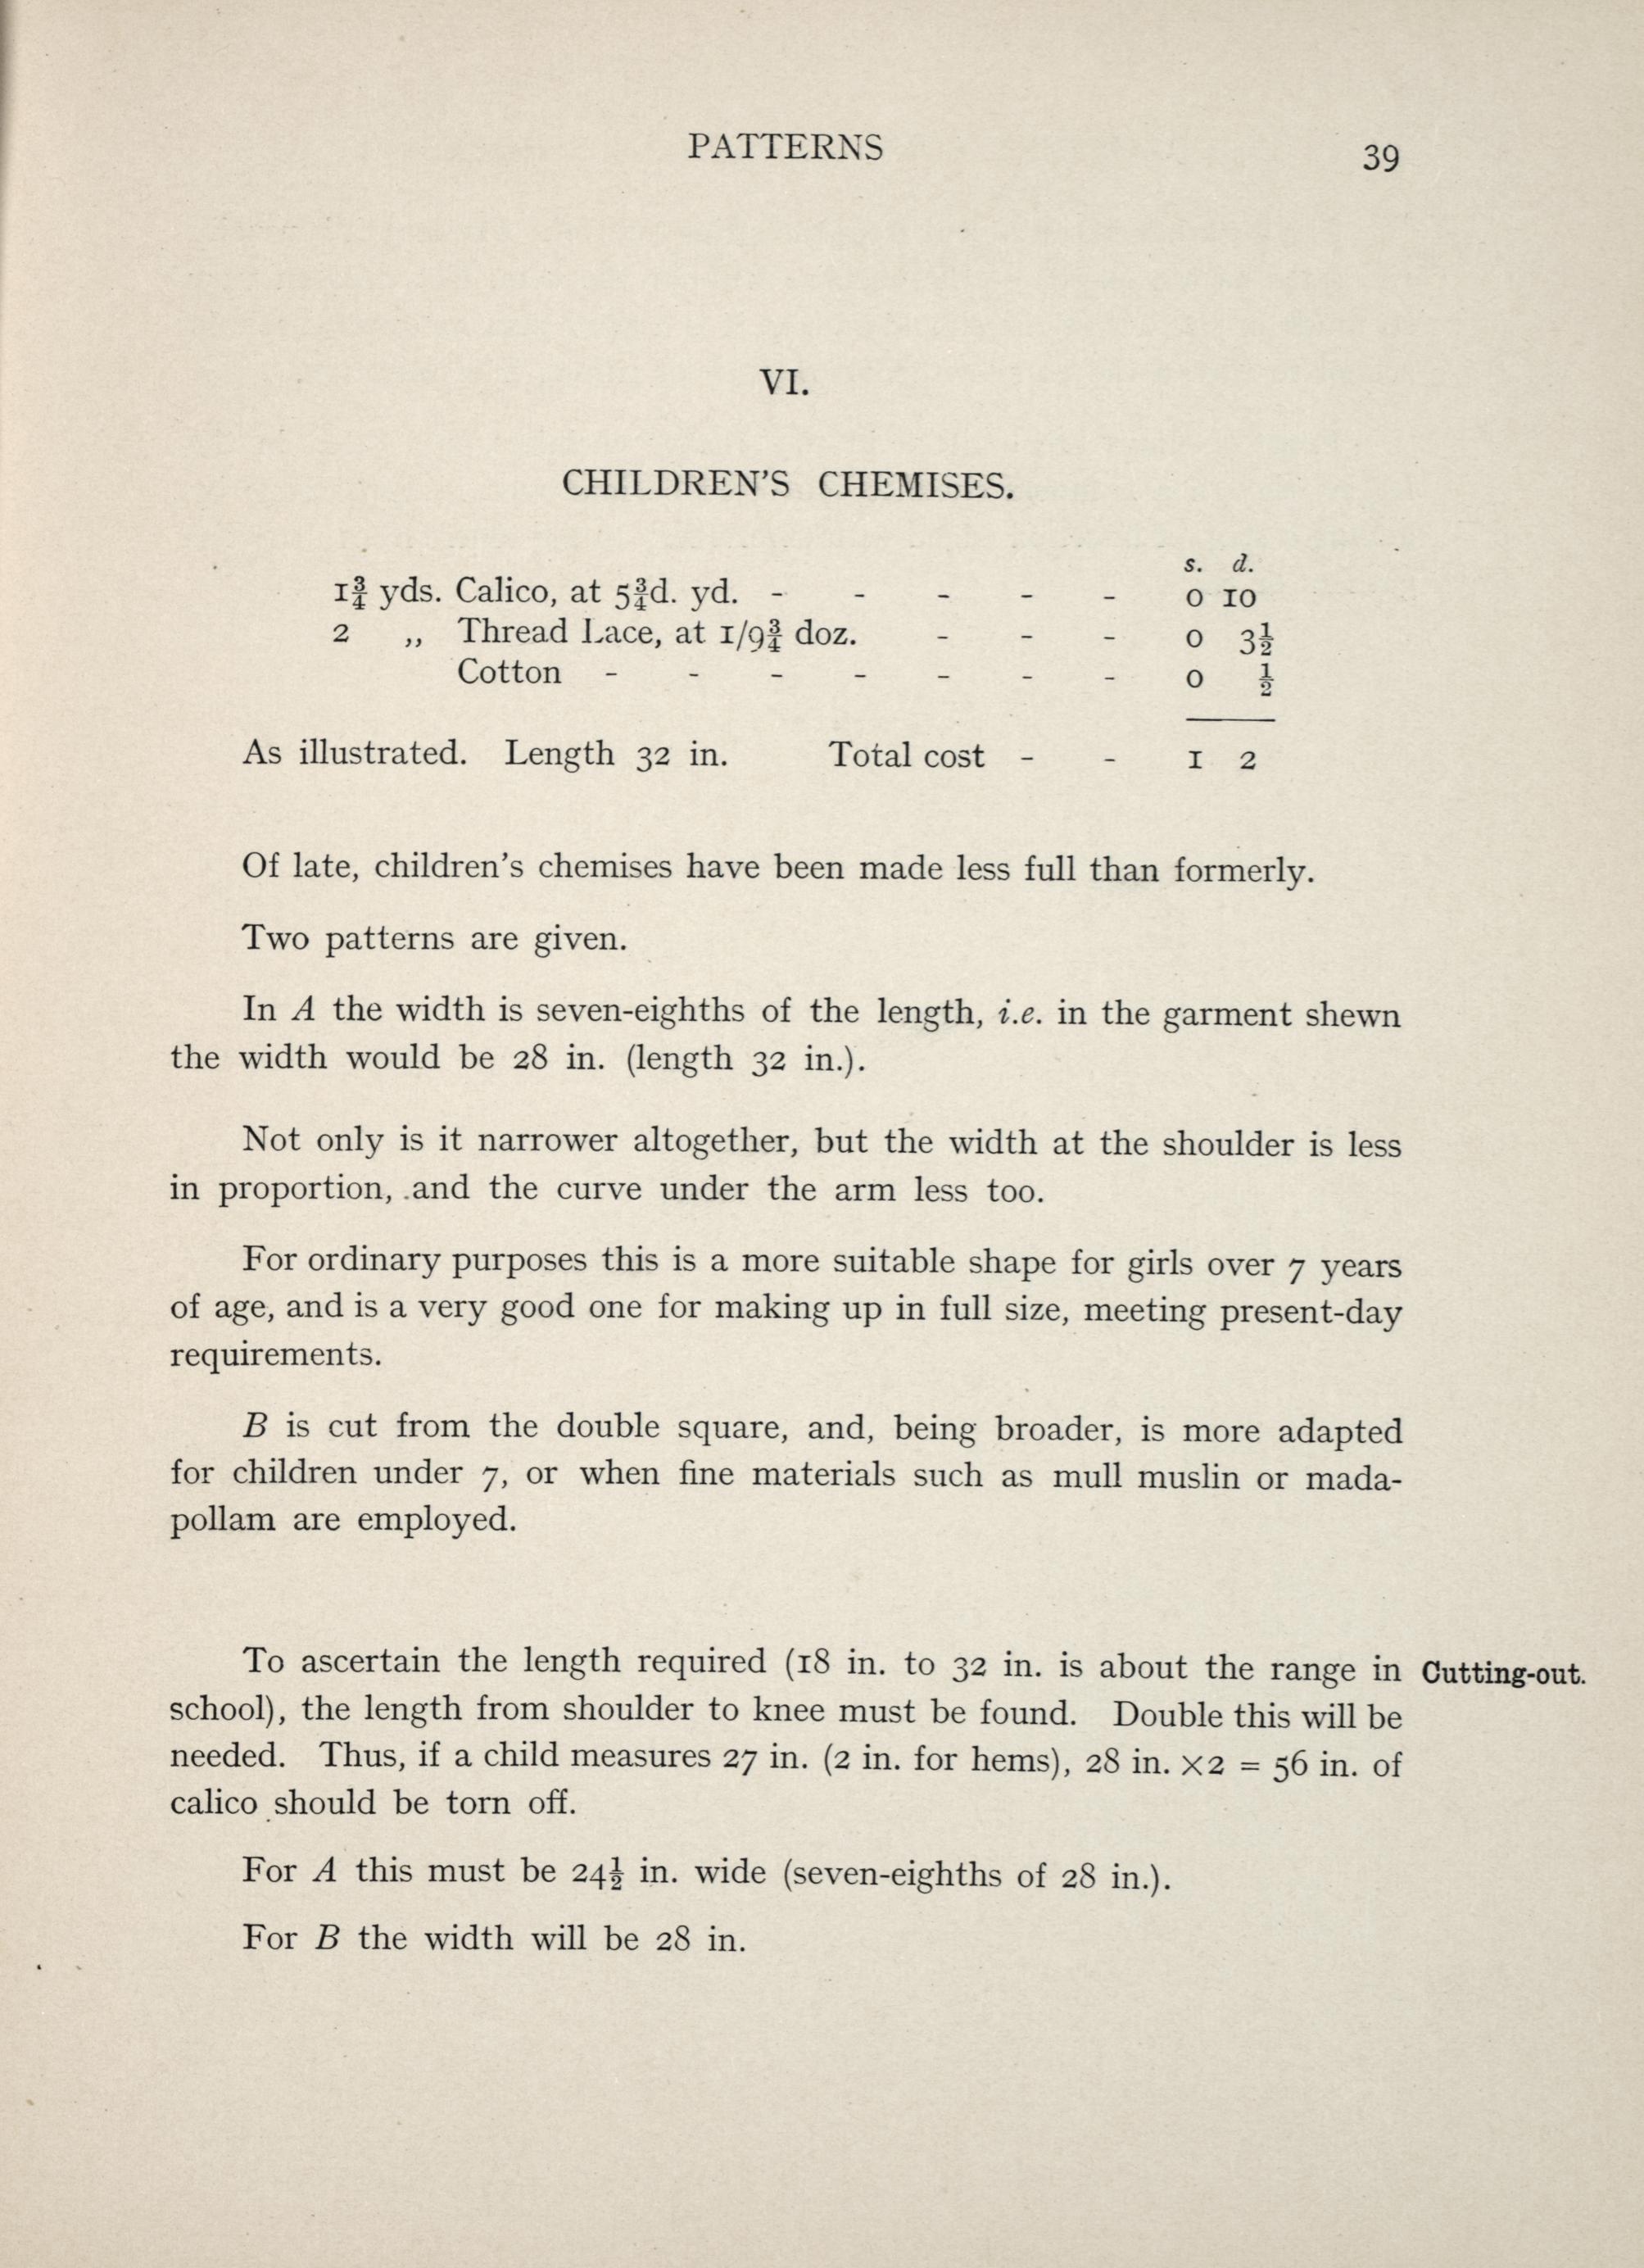 PATTERNS 39
VI.
CHILDREN'S CHEMISES.
s. d.
1¾ yds. Calico, at 5¾d. yd. - - - - - 0 10
2 ,, Thread Lace, at 1/9¾ doz. - - - 0 3½
Cotton - - - - - - - 0 ½
As illustrated. Length 32 in. Total cost - - 1 2
Of late, children's chemises have been made less full than formerly.
Two patterns are given.
In A the width is seven-eighths of the length, i.e. in the garment shewn
the width would be 28 in. (length 32 in.).
Not only is it narrower altogether, but the width at the shoulder is less
in proportion, and the curve under the arm less too.
For ordinary purposes this is a more suitable shape for girls over 7 years
of age, and is a very good one for making up in full size, meeting present-day
requirements.
B is cut from the double square, and, being broader, is more adapted
for children under 7, or when fine materials such as mull muslin or mada-
pollam are employed.
To ascertain the length required (18 in. to 32 in. is about the range in Cutting-out.
school), the length from shoulder to knee must be found. Double this will be
needed. Thus, if a child measures 27 in. (2 in. for hems), 28 in. ×2 = 56 in. of
calico should be torn off.
For A this must be 24½ in. wide (seven-eighths of 28 in.).
For B the width will be 28 in.